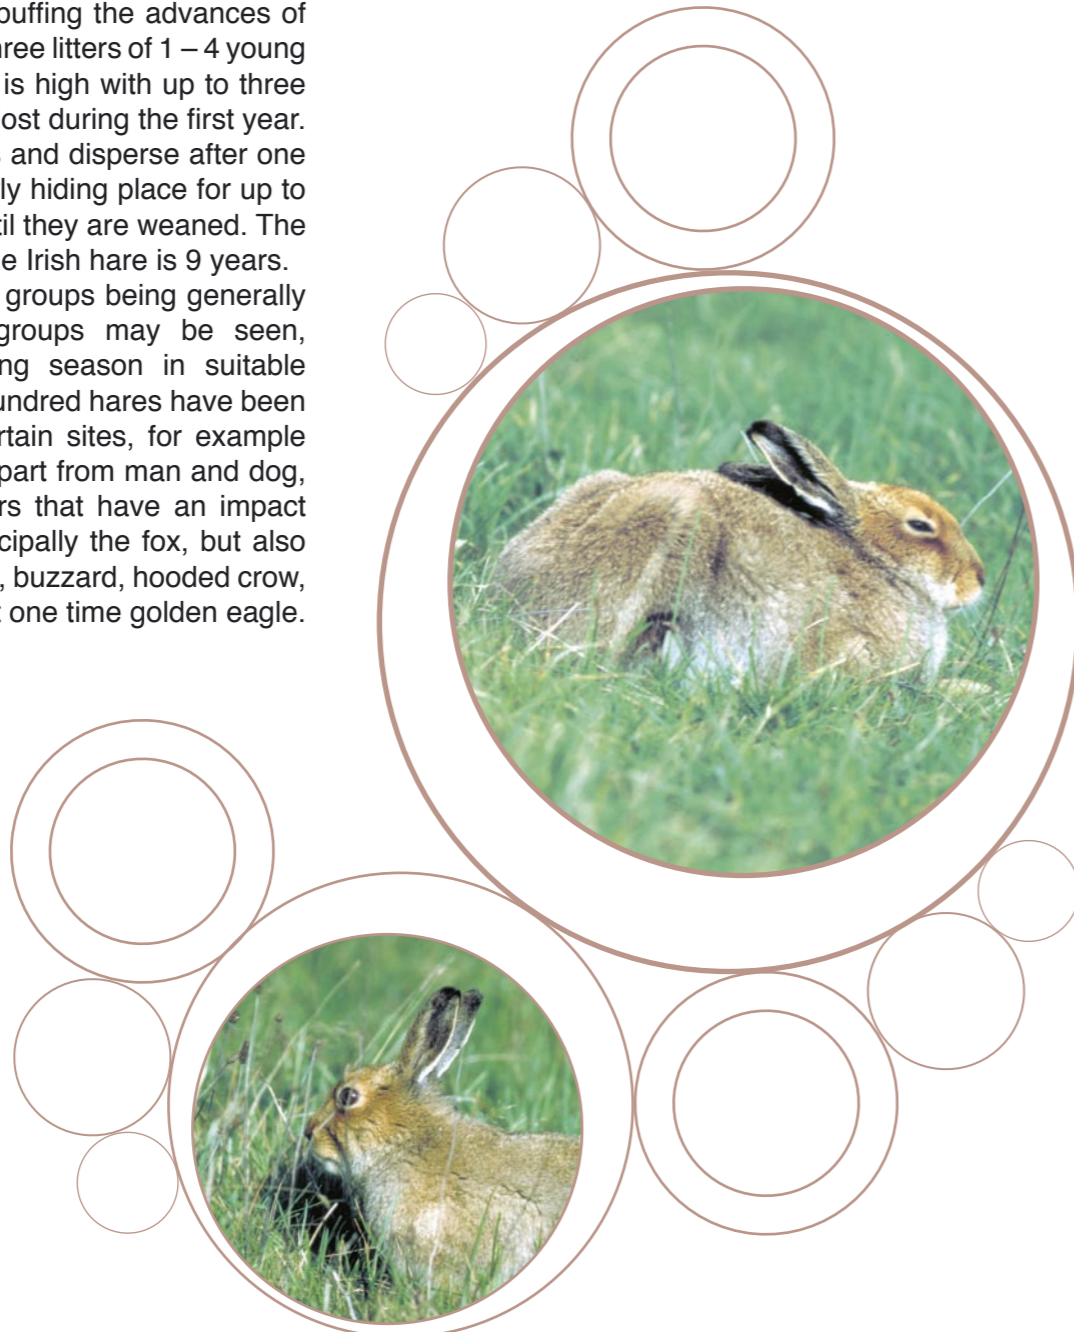 buffing the advances of
hree litters of 1 – 4 young
is high with up to three
ost during the first year.
s and disperse after one
ly hiding place for up to
til they are weaned. The
e Irish hare is 9 years.
groups being generally
groups may be seen,
ng season in suitable
undred hares have been
rtain sites, for example
part from man and dog,
rs that have an impact
cipally the fox, but also
, buzzard, hooded crow,
t one time golden eagle.